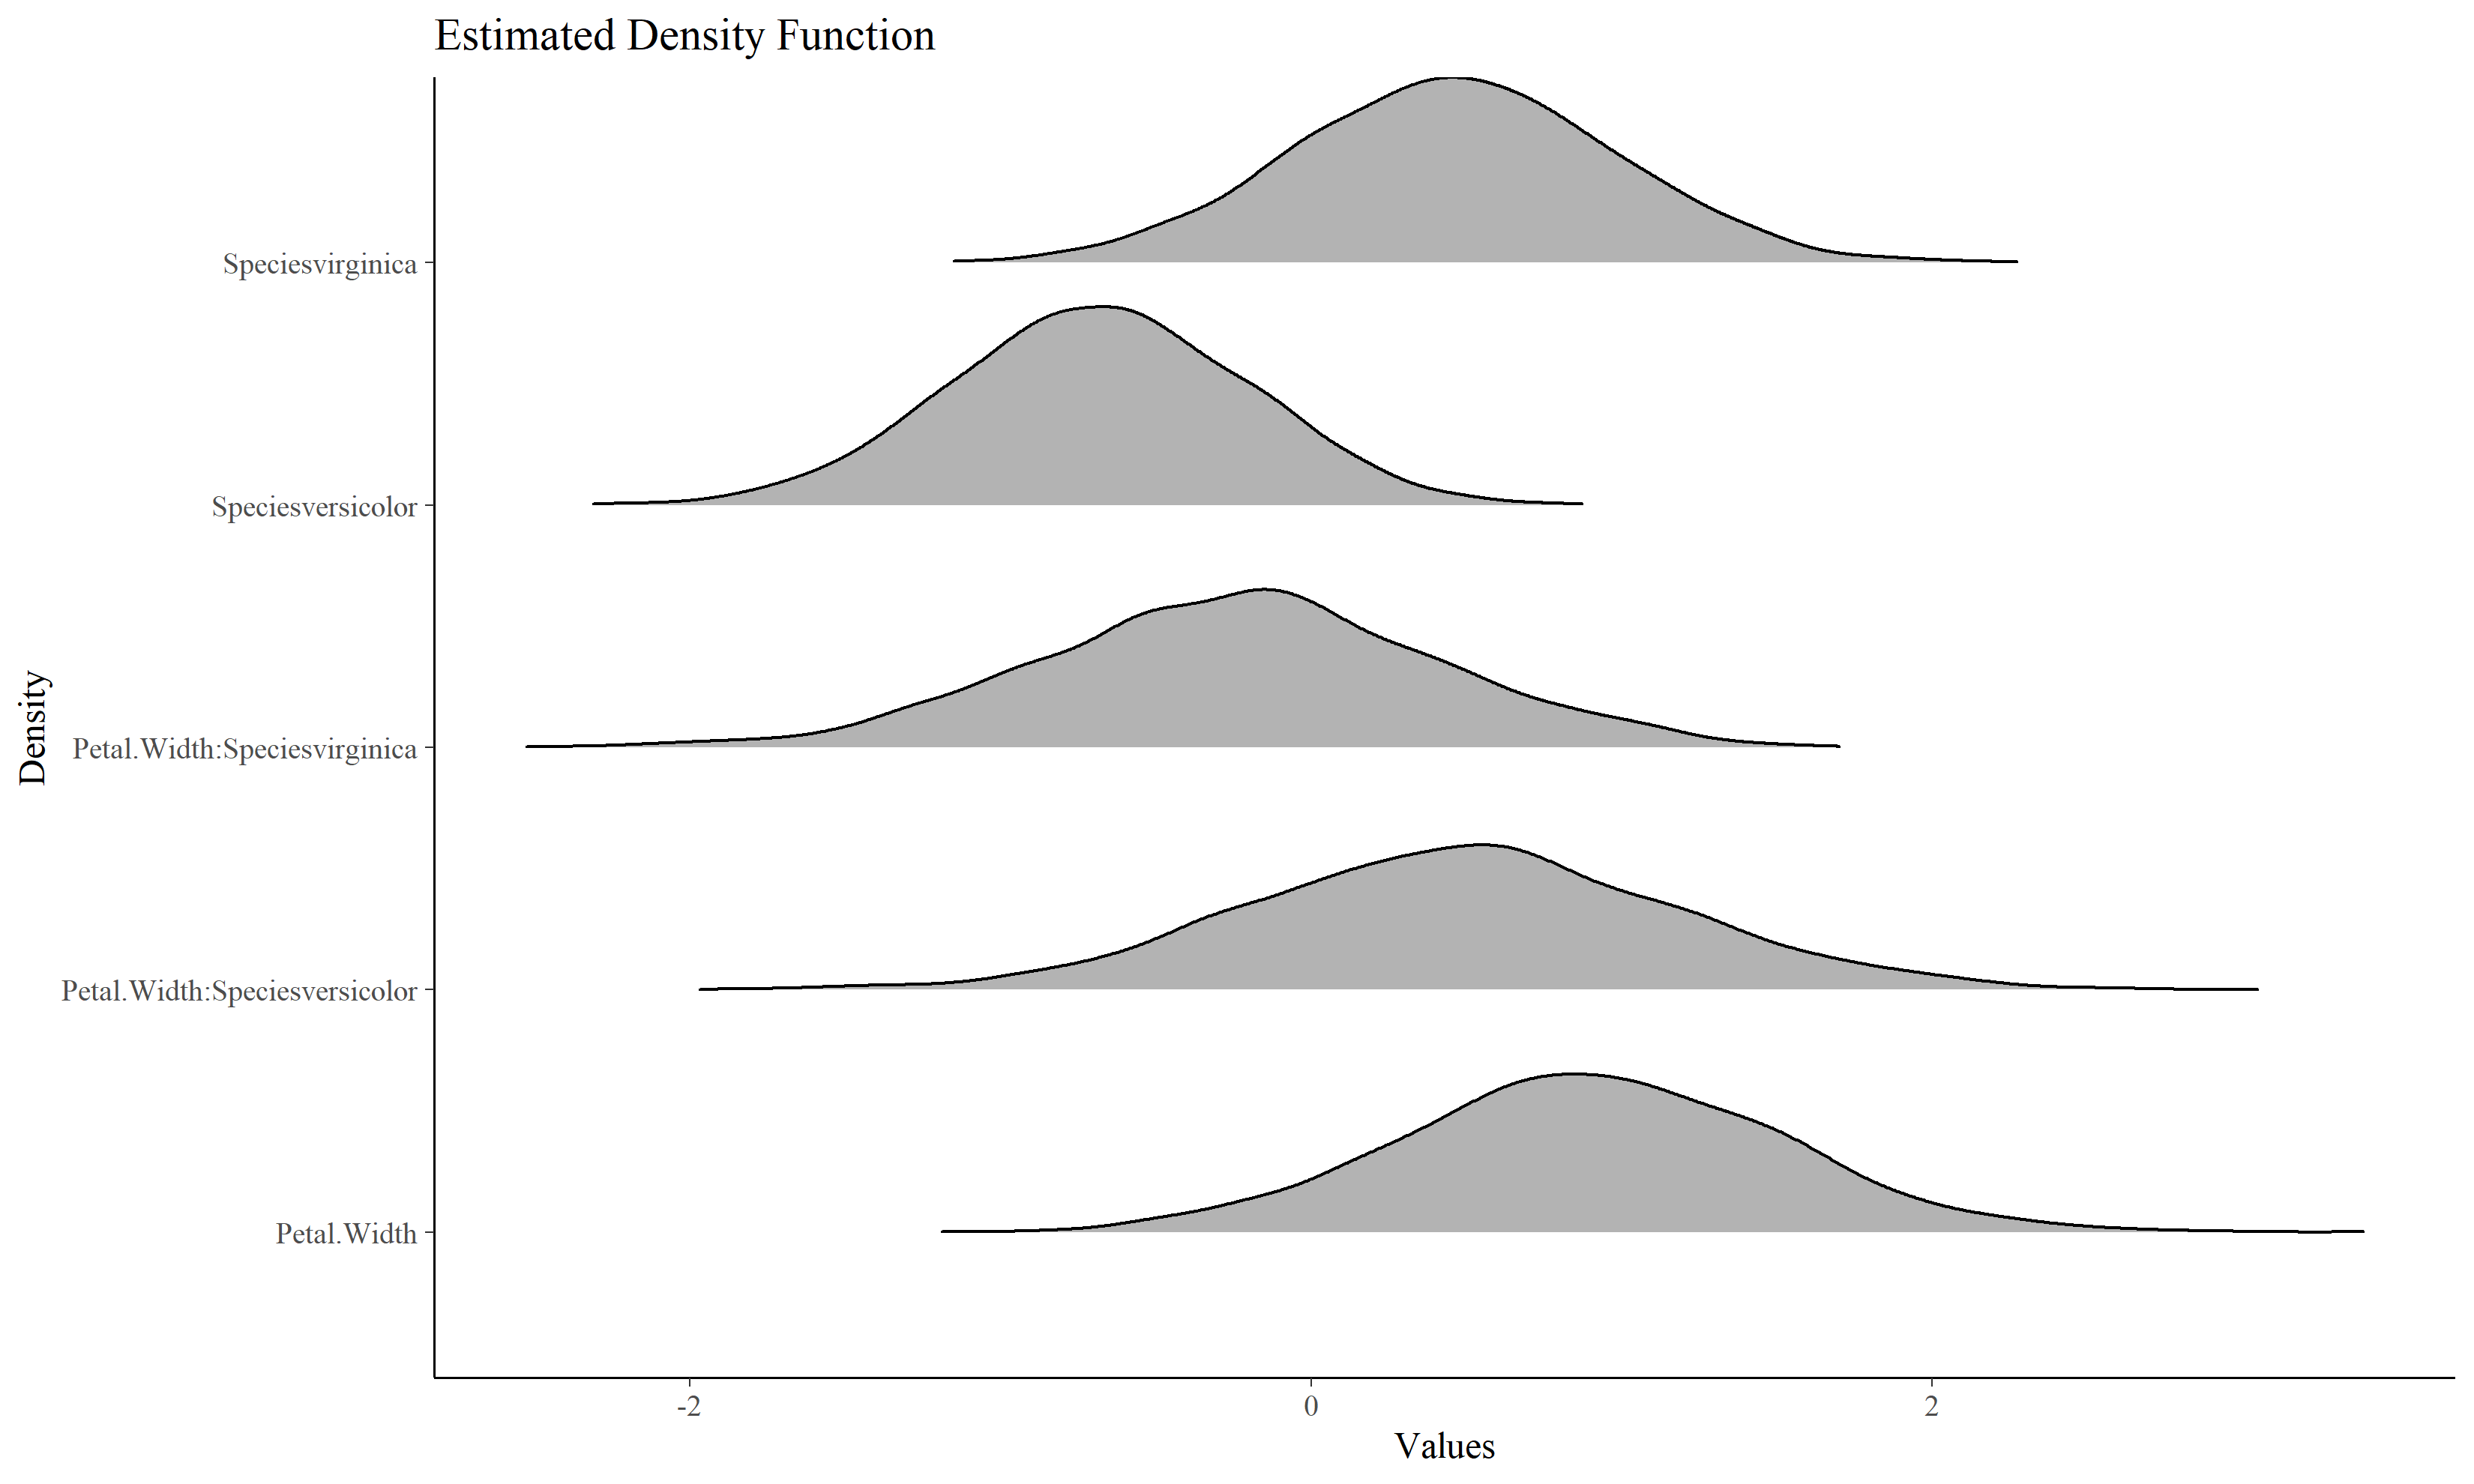 Estimated Density Function
Speciesvirginica
Speciesversicolor
Petal.Width:Speciesvirginica
Petal.Width:Speciesversicolor
Petal.Width
Density
-2
0
2
Values